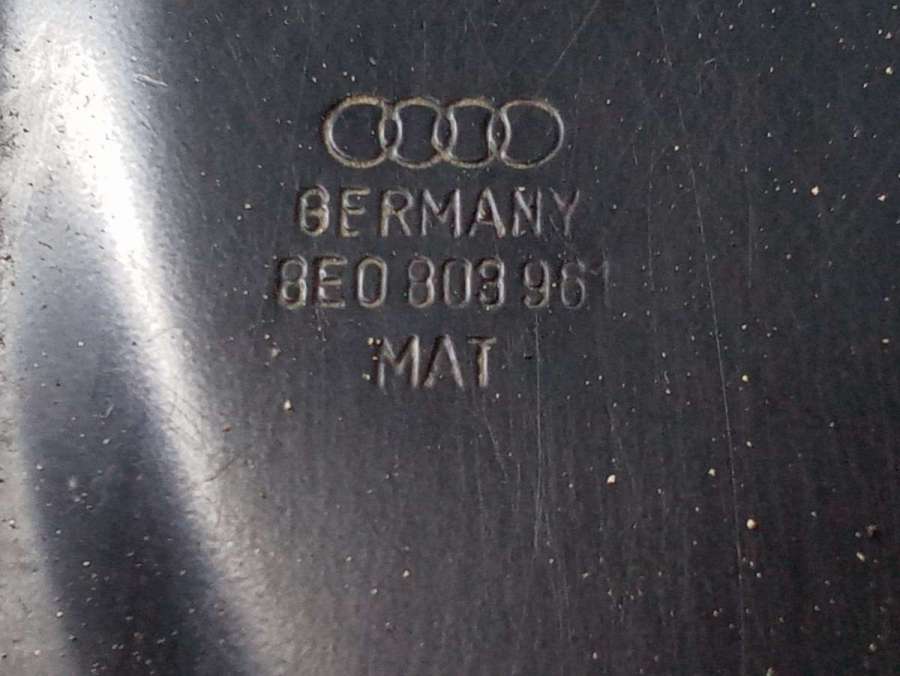 GERMANY
8E0 803 961
MAT